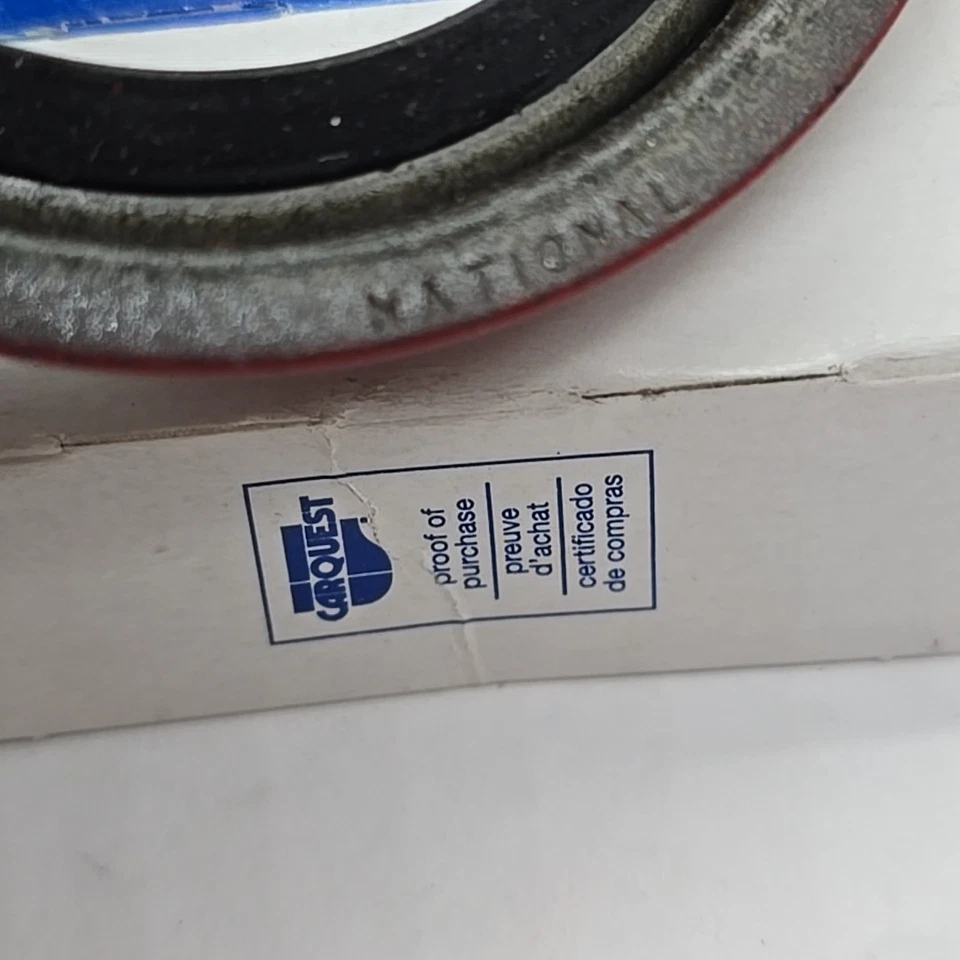 NATIONAL
CARQUEST
proof of
purchase
preuve
d'achat
certificado
de compras